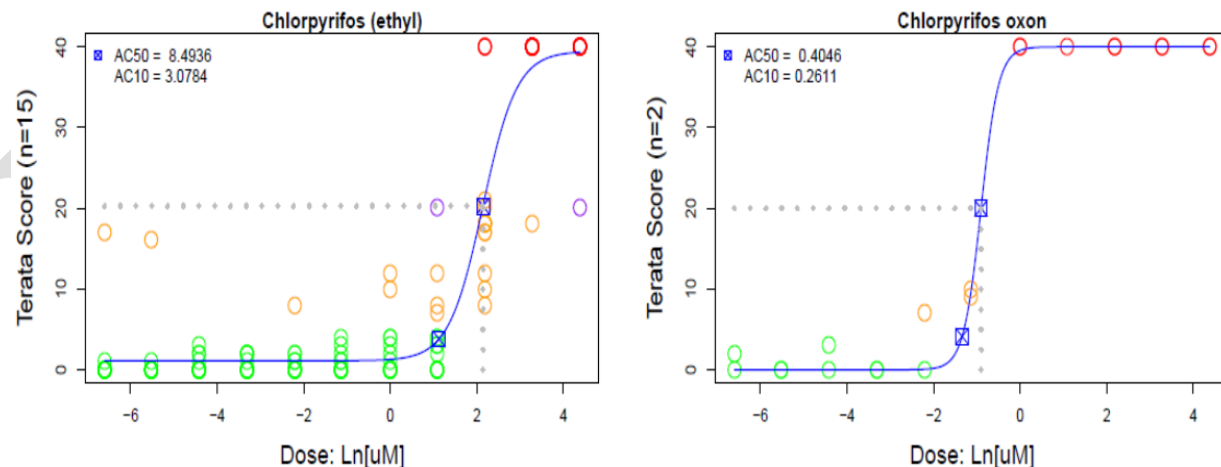 Chlorpyrifos (ethyl)
AC50 = 8.4936
AC10 = 3.0784
Terata Score (n=15)
40
30
20
10
0
−6 −4 −2 0 2 4
Dose: Ln[uM]
Chlorpyrifos oxon
AC50 = 0.4046
AC10 = 0.2611
Terata Score (n=2)
40
30
20
10
0
−6 −4 −2 0 2 4
Dose: Ln[uM]